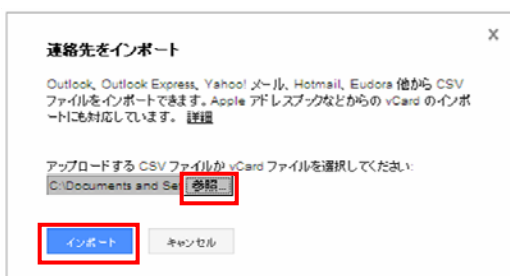 ×
連絡先をインポート
Outlook、Outlook Express、Yahoo! メール、Hotmail、Eudora 他から CSV
ファイルをインポートできます。Apple アドレスブックなどからの vCard のインポ
ートにも対応しています。 詳細
アップロードする CSV ファイルか vCard ファイルを選択してください:
C:\Documents and Set 参照...
インポート キャンセル